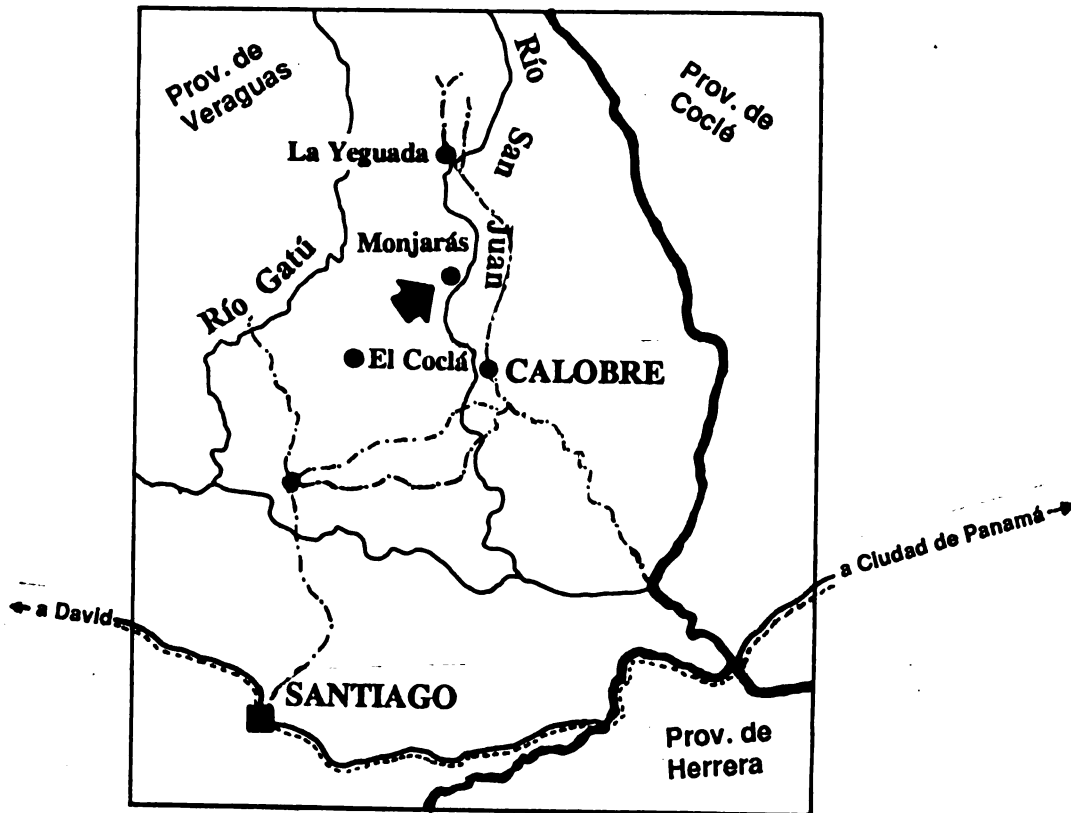 Prov. de
Veraguas
Río
San
Juan
Prov. de
Coclé
La Yeguada
Monjarás
Río Gatú
El Coclá
CALOBRE
a Ciudad de Panamá
a David
SANTIAGO
Prov. de
Herrera